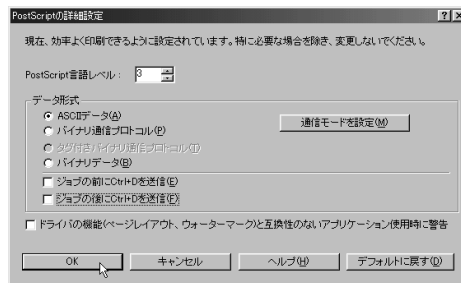 PostScriptの詳細設定
現在、効率よく印刷できるように設定されています。特に必要な場合を除き、変更しないでください。
PostScript言語レベル： 3
データ形式
ASCIIデータ(A)
通信モードを設定(M)
バイナリ通信プロトコル(P)
タグ付きバイナリ通信プロトコル(T)
バイナリデータ(B)
ジョブの前にCtrl+Dを送信(E)
ジョブの後にCtrl+Dを送信(F)
ドライバの機能(ページレイアウト、ウォーターマーク)と互換性のないアプリケーション使用時に警告
OK キャンセル ヘルプ(H) デフォルトに戻す(D)